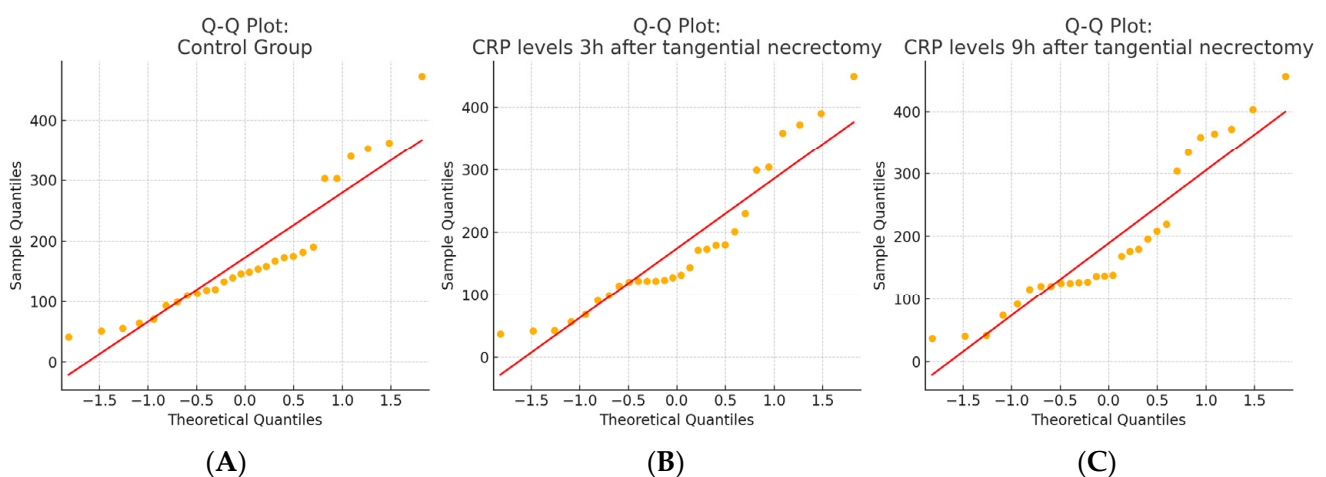 Q-Q Plot:
Control Group
Sample Quantiles
400
300
200
100
0
−1.5 −1.0 −0.5 0.0 0.5 1.0 1.5
Theoretical Quantiles
(A)
Q-Q Plot:
CRP levels 3h after tangential necrectomy
Sample Quantiles
400
300
200
100
0
−1.5 −1.0 −0.5 0.0 0.5 1.0 1.5
Theoretical Quantiles
(B)
Q-Q Plot:
CRP levels 9h after tangential necrectomy
Sample Quantiles
400
300
200
100
0
−1.5 −1.0 −0.5 0.0 0.5 1.0 1.5
Theoretical Quantiles
(C)